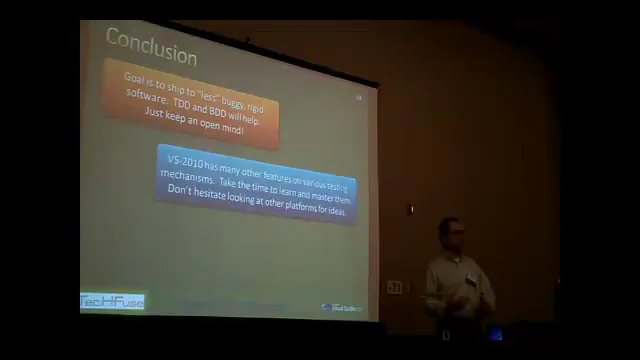 Conclusion
Goal is to ship to "less" buggy, rigid
software. TDD and BDD will help.
Just keep an open mind!
VS-2010 has many other features on various testing
mechanisms. Take the time to learn and master them.
Don't hesitate looking at other platforms for ideas.
TecHFuse
Visual Studio